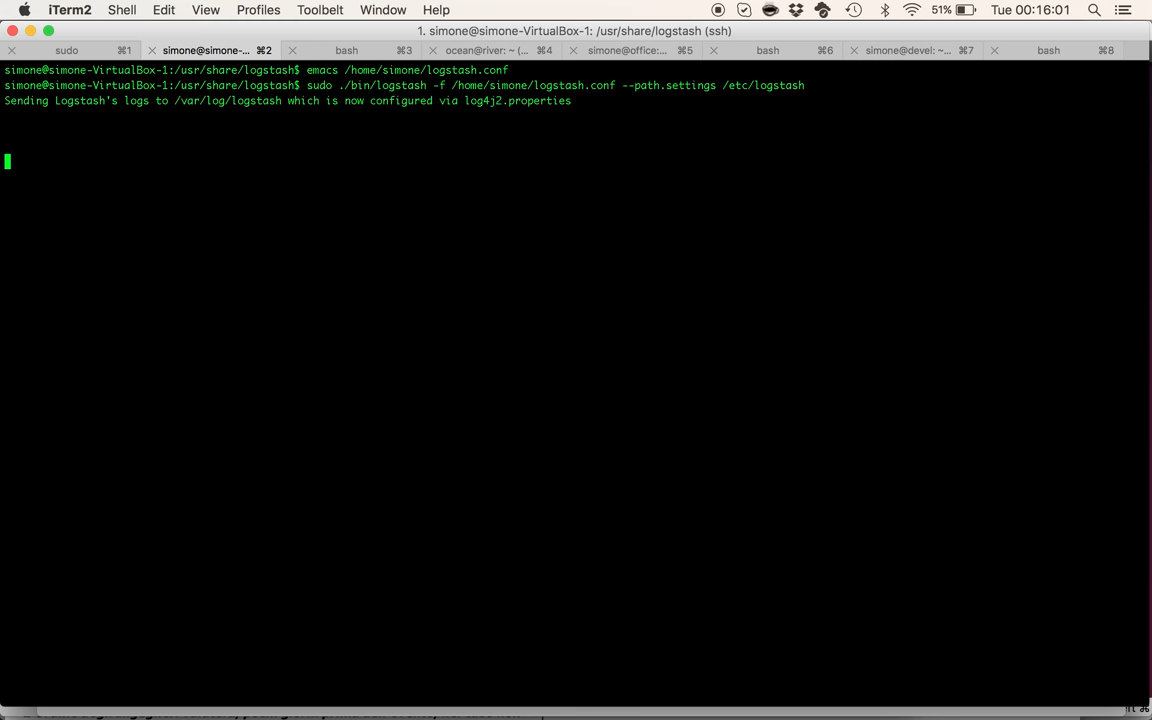 iTerm2 Shell Edit View Profiles Toolbelt Window Help 51% Tue 00:16:01
1. simone@simone-VirtualBox-1: /usr/share/logstash (ssh)
sudo ⌘1 simone@simone-... ⌘2 bash ⌘3 ocean@river: ~ (... ⌘4 simone@office:... ⌘5 bash ⌘6 simone@devel: ~... ⌘7 bash ⌘8
simone@simone-VirtualBox-1:/usr/share/logstash$ emacs /home/simone/logstash.conf
simone@simone-VirtualBox-1:/usr/share/logstash$ sudo ./bin/logstash -f /home/simone/logstash.conf --path.settings /etc/logstash
Sending Logstash's logs to /var/log/logstash which is now configured via log4j2.properties